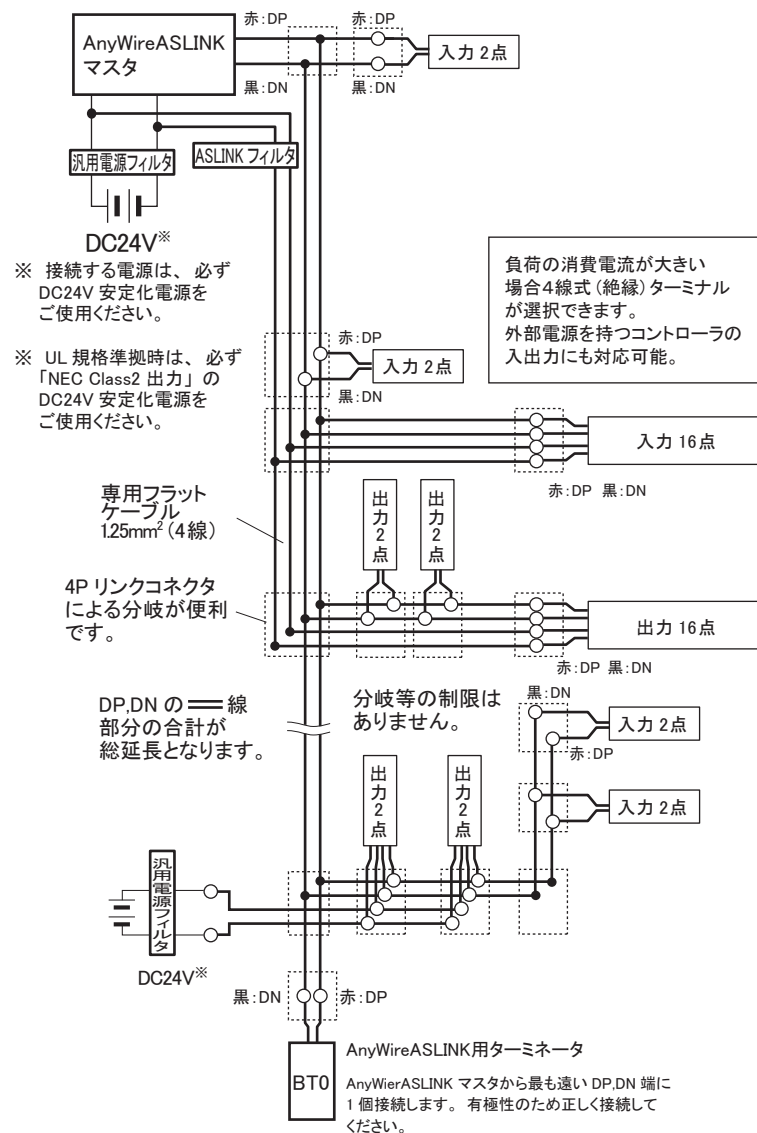 AnyWireASLINK
マスタ
赤:DP
赤:DP
入力 2点
黒:DN
黒:DN
汎用電源フィルタ
ASLINK フィルタ
DC24V※
※ 接続する電源は、必ず
DC24V 安定化電源を
ご使用ください。
※ UL 規格準拠時は、必ず
「NEC Class2 出力」の
DC24V 安定化電源を
ご使用ください。
負荷の消費電流が大きい
場合4線式(絶縁)ターミナル
が選択できます。
外部電源を持つコントローラの
入出力にも対応可能。
赤:DP
入力 2点
黒:DN
入力 16点
赤:DP 黒:DN
専用フラット
ケーブル
1.25mm²(4線)
出力2点
出力2点
4P リンクコネクタ
による分岐が便利
です。
出力 16点
赤:DP 黒:DN
DP,DN の 線
部分の合計が
総延長となります。
分岐等の制限は
ありません。
黒:DN
入力 2点
赤:DP
出力2点
出力2点
入力 2点
汎用電源フィルタ
DC24V※
黒:DN
赤:DP
BT0
AnyWireASLINK用ターミネータ
AnyWierASLINK マスタから最も遠い DP,DN 端に
1 個接続します。有極性のため正しく接続して
ください。